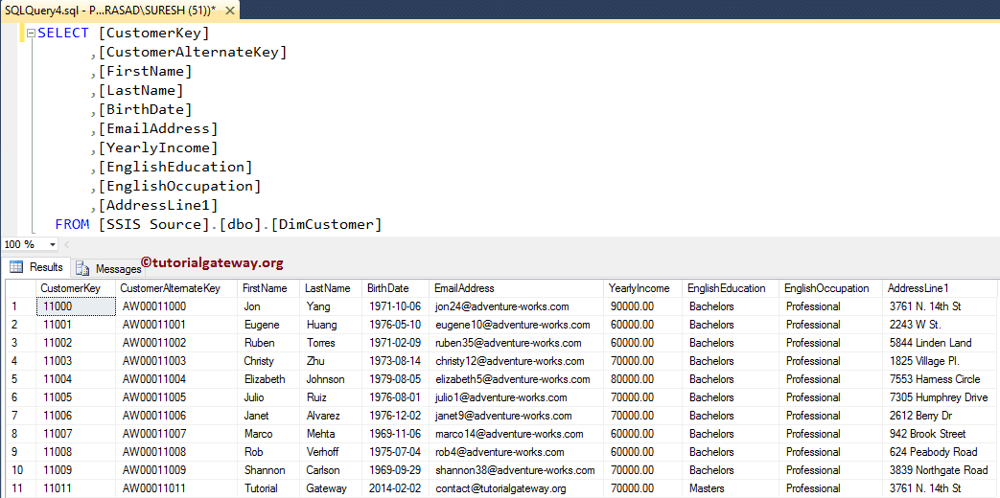 SQLQuery4.sql - P...RASAD\SURESH (51))* ✕
SELECT [CustomerKey]
,[CustomerAlternateKey]
,[FirstName]
,[LastName]
,[BirthDate]
,[EmailAddress]
,[YearlyIncome]
,[EnglishEducation]
,[EnglishOccupation]
,[AddressLine1]
FROM [SSIS Source].[dbo].[DimCustomer]
100 %
Results Messages ©tutorialgateway.org
CustomerKey CustomerAlternateKey FirstName LastName BirthDate EmailAddress YearlyIncome EnglishEducation EnglishOccupation AddressLine1
1 11000 AW00011000 Jon Yang 1971-10-06 jon24@adventure-works.com 90000.00 Bachelors Professional 3761 N. 14th St
2 11001 AW00011001 Eugene Huang 1976-05-10 eugene10@adventure-works.com 60000.00 Bachelors Professional 2243 W St.
3 11002 AW00011002 Ruben Torres 1971-02-09 ruben35@adventure-works.com 60000.00 Bachelors Professional 5844 Linden Land
4 11003 AW00011003 Christy Zhu 1973-08-14 christy12@adventure-works.com 70000.00 Bachelors Professional 1825 Village Pl.
5 11004 AW00011004 Elizabeth Johnson 1979-08-05 elizabeth5@adventure-works.com 80000.00 Bachelors Professional 7553 Harness Circle
6 11005 AW00011005 Julio Ruiz 1976-08-01 julio1@adventure-works.com 70000.00 Bachelors Professional 7305 Humphrey Drive
7 11006 AW00011006 Janet Alvarez 1976-12-02 janet9@adventure-works.com 70000.00 Bachelors Professional 2612 Berry Dr
8 11007 AW00011007 Marco Mehta 1969-11-06 marco14@adventure-works.com 60000.00 Bachelors Professional 942 Brook Street
9 11008 AW00011008 Rob Verhoff 1975-07-04 rob4@adventure-works.com 60000.00 Bachelors Professional 624 Peabody Road
10 11009 AW00011009 Shannon Carlson 1969-09-29 shannon38@adventure-works.com 70000.00 Bachelors Professional 3839 Northgate Road
11 11011 AW00011011 Tutorial Gateway 2014-02-02 contact@tutorialgateway.org 70000.00 Masters Professional 3761 N. 14th St